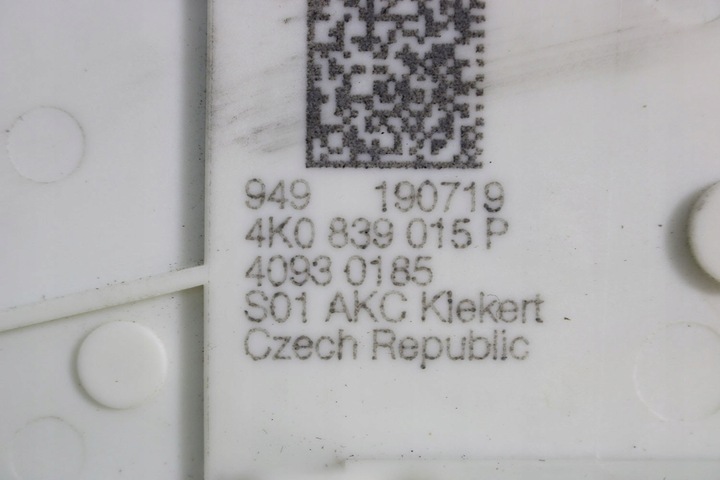 949 190719
4K0 839 015 P
4093 0185
S01 AKC Kiekert
Czech Republic